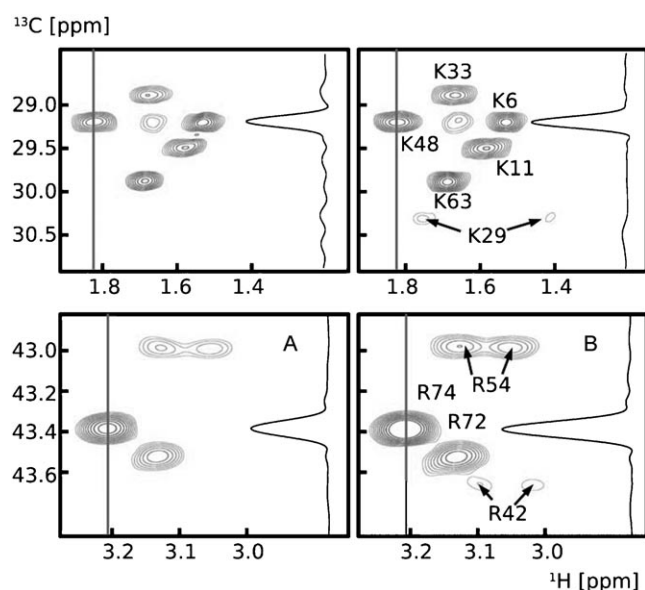 ¹³C [ppm]
K33
K6
K48
K11
K63
K29
29.0
29.5
30.0
30.5
1.8 1.6 1.4 1.8 1.6 1.4
A B
R54
R74
R72
R42
43.0
43.2
43.4
43.6
3.2 3.1 3.0 3.2 3.1 3.0
¹H [ppm]